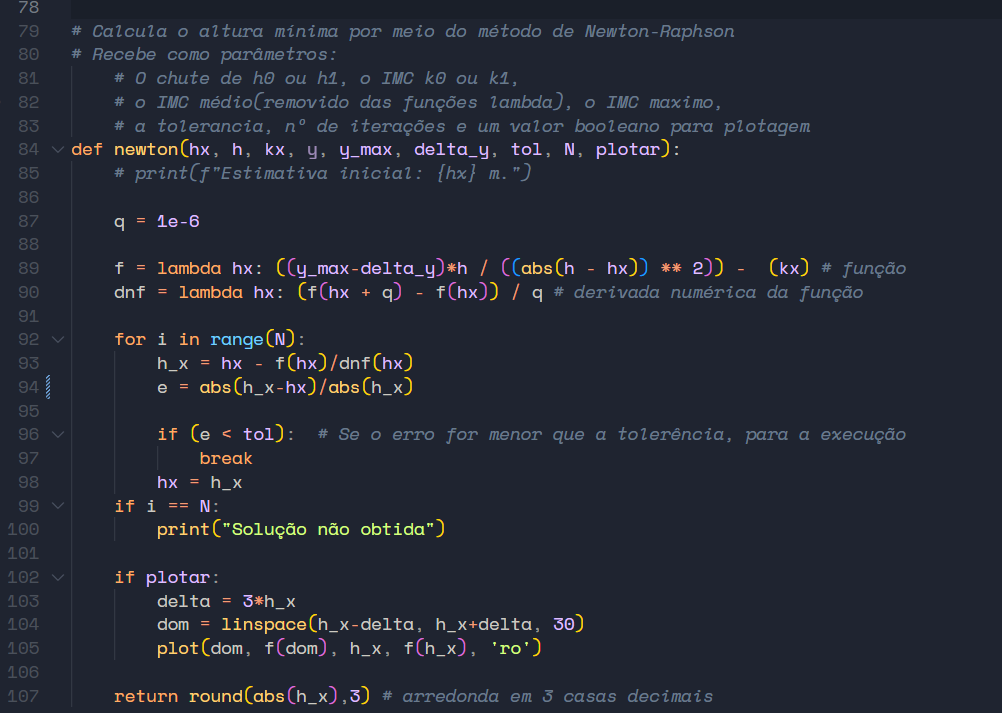 78
79 # Calcula o altura mínima por meio do método de Newton-Raphson
80 # Recebe como parâmetros:
81     # O chute de h0 ou h1, o IMC k0 ou k1,
82     # o IMC médio(removido das funções lambda), o IMC maximo,
83     # a tolerancia, nº de iterações e um valor booleano para plotagem
84 def newton(hx, h, kx, y, y_max, delta_y, tol, N, plotar):
85     # print(f"Estimativa inicial: {hx} m.")
86
87     q = 1e-6
88
89     f = lambda hx: ((y_max-delta_y)*h / ((abs(h - hx)) ** 2)) -  (kx) # função
90     dnf = lambda hx: (f(hx + q) - f(hx)) / q # derivada numérica da função
91
92     for i in range(N):
93         h_x = hx - f(hx)/dnf(hx)
94         e = abs(h_x-hx)/abs(h_x)
95
96         if (e < tol):  # Se o erro for menor que a tolerência, para a execução
97             break
98         hx = h_x
99     if i == N:
100         print("Solução não obtida")
101
102     if plotar:
103         delta = 3*h_x
104         dom = linspace(h_x-delta, h_x+delta, 30)
105         plot(dom, f(dom), h_x, f(h_x), 'ro')
106
107     return round(abs(h_x),3) # arredonda em 3 casas decimais